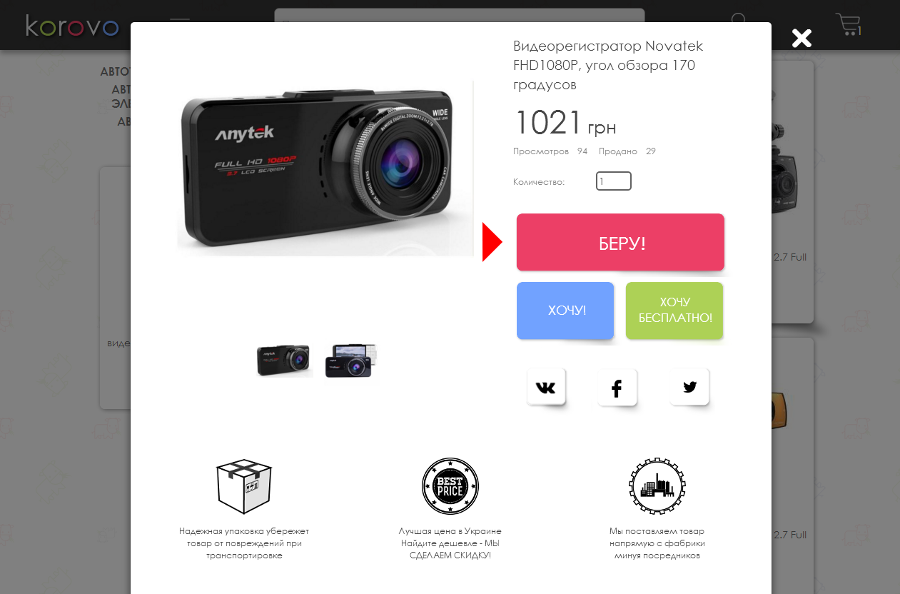 korovo
1
АВТО
АВТ
ЭЛ
АВ
виде
2.7 Full
2.7 Full
Видеорегистратор Novatek
FHD1080P, угол обзора 170
градусов
1021 грн
Просмотров 94 Продано 29
Количество: 1
БЕРУ!
ХОЧУ!
ХОЧУ
БЕСПЛАТНО!
Anytek
FULL HD 1080P
2.7 LCD SCREEN
WIDE
BEST
PRICE
Надежная упаковка убережет
товар от повреждений при
транспортировке
Лучшая цена в Украине
Найдите дешевле - МЫ
СДЕЛАЕМ СКИДКУ!
Мы поставляем товар
напрямую с фабрики
минуя посредников